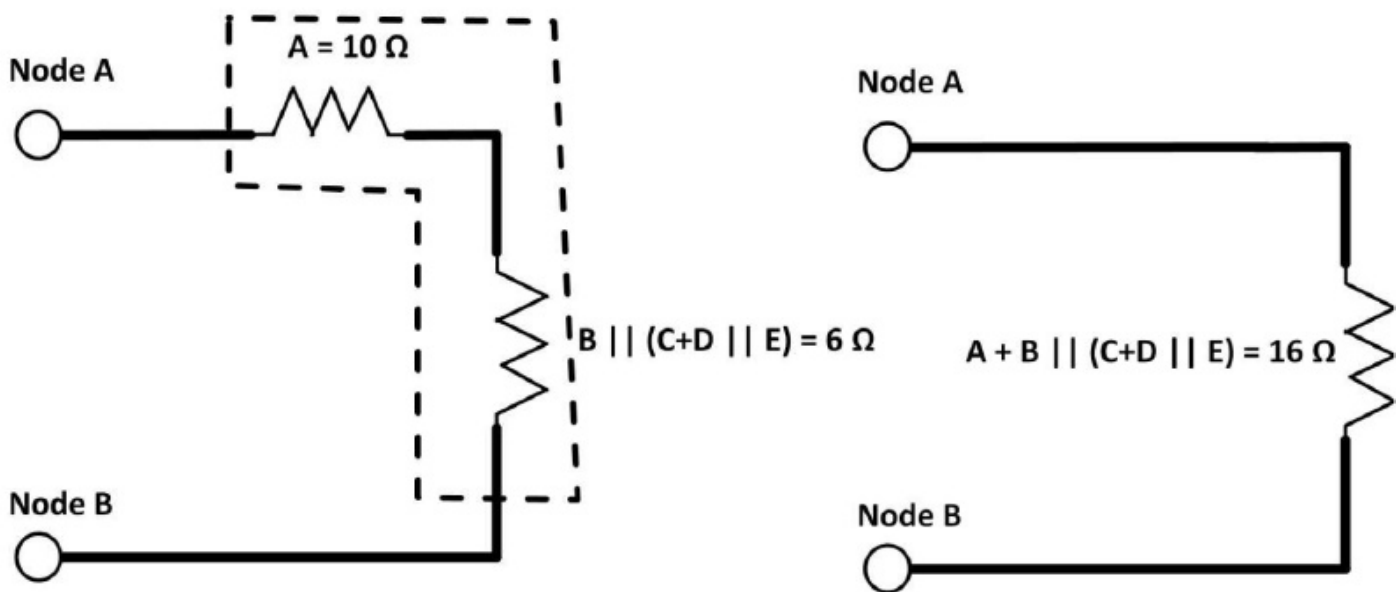 A = 10 Ω
Node A
B || (C+D || E) = 6 Ω
Node B
Node A
A + B || (C+D || E) = 16 Ω
Node B